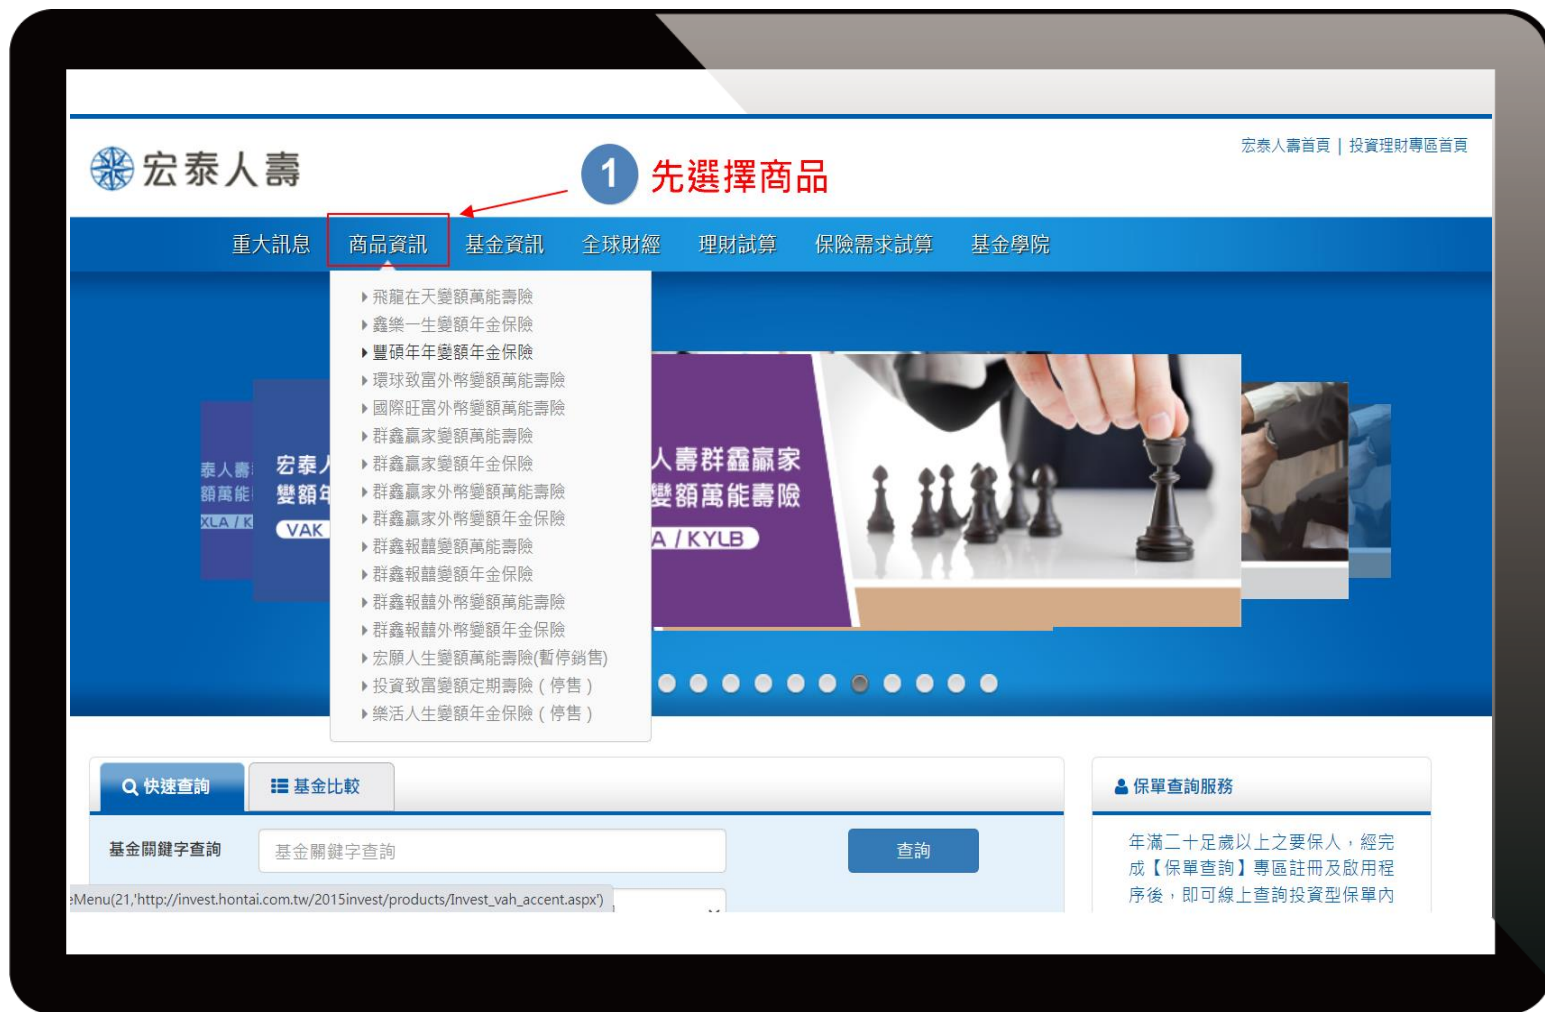 宏泰人壽
宏泰人壽首頁 | 投資理財專區首頁
1 先選擇商品
重大訊息 商品資訊 基金資訊 全球財經 理財試算 保險需求試算 基金學院
飛龍在天變額萬能壽險
鑫樂一生變額年金保險
豐碩年年變額年金保險
環球致富外幣變額萬能壽險
國際旺富外幣變額萬能壽險
群鑫贏家變額萬能壽險
群鑫贏家變額年金保險
群鑫贏家外幣變額萬能壽險
群鑫贏家外幣變額年金保險
群鑫報囍變額萬能壽險
群鑫報囍變額年金保險
群鑫報囍外幣變額萬能壽險
群鑫報囍外幣變額年金保險
宏願人生變額萬能壽險(暫停銷售)
投資致富變額定期壽險 ( 停售 )
樂活人生變額年金保險 ( 停售 )
泰人壽
額萬能
XLA / K
宏泰人
變額年
VAK
人壽群鑫贏家
變額萬能壽險
A / KYLB
快速查詢 基金比較
基金關鍵字查詢 基金關鍵字查詢 查詢
保單查詢服務
年滿二十足歲以上之要保人，經完
成【保單查詢】專區註冊及啟用程
序後，即可線上查詢投資型保單內
eMenu(21,'http://invest.hontai.com.tw/2015invest/products/Invest_vah_accent.aspx')